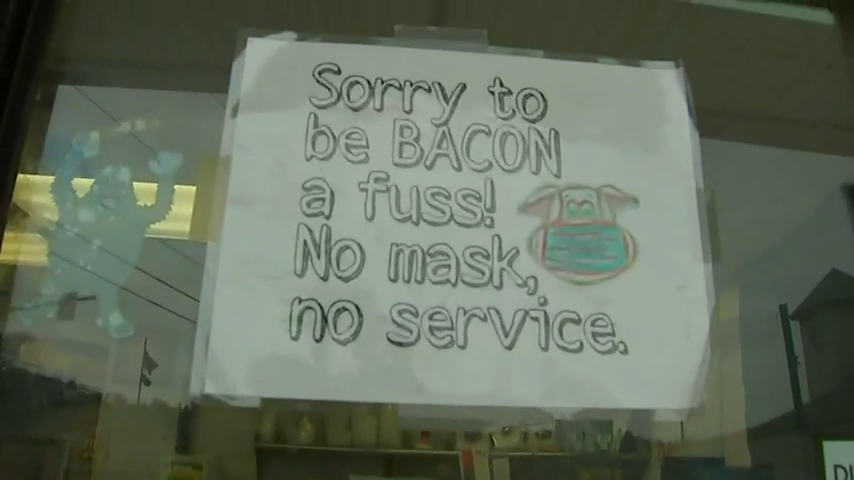 Sorry to
be BACON
a fuss!
No mask,
no service.